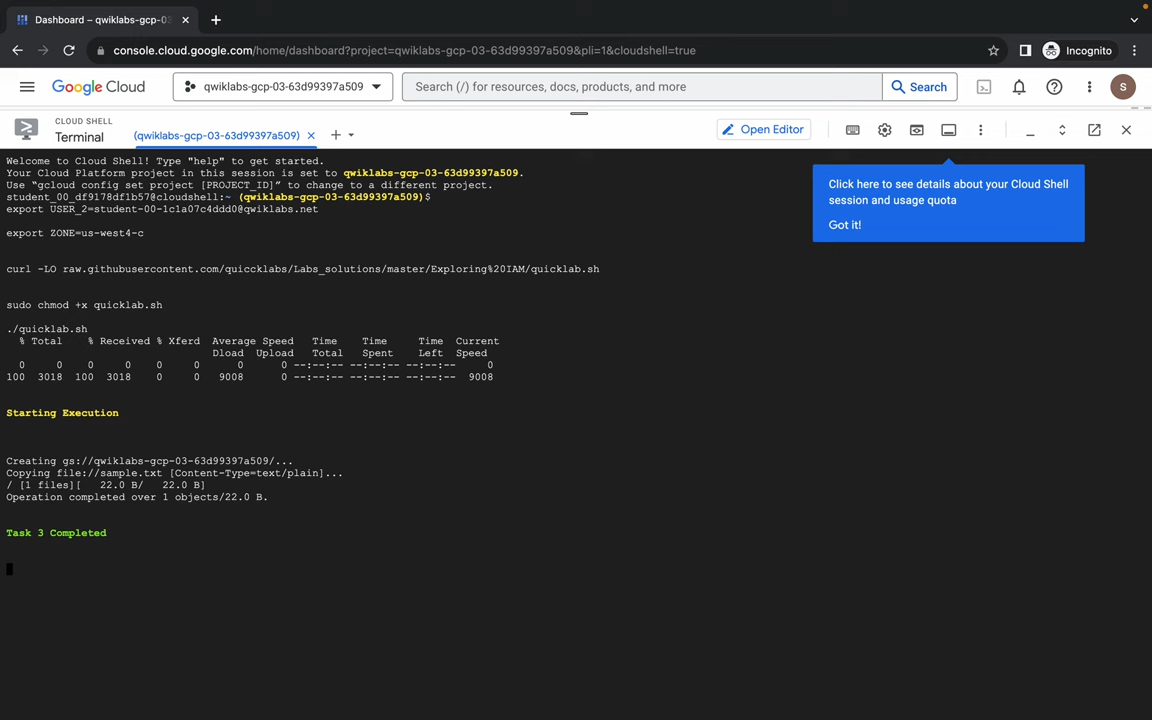 Dashboard – qwiklabs-gcp-03
console.cloud.google.com/home/dashboard?project=qwiklabs-gcp-03-63d99397a509&pli=1&cloudshell=true
Incognito
Google Cloud
qwiklabs-gcp-03-63d99397a509
Search (/) for resources, docs, products, and more
Search
S
CLOUD SHELL
Terminal
(qwiklabs-gcp-03-63d99397a509)
Open Editor
Welcome to Cloud Shell! Type "help" to get started.
Your Cloud Platform project in this session is set to qwiklabs-gcp-03-63d99397a509.
Use “gcloud config set project [PROJECT_ID]” to change to a different project.
student_00_df9178df1b57@cloudshell:~ (qwiklabs-gcp-03-63d99397a509)$
export USER_2=student-00-1c1a07c4ddd0@qwiklabs.net
export ZONE=us-west4-c
curl -LO raw.githubusercontent.com/quiccklabs/Labs_solutions/master/Exploring%20IAM/quicklab.sh
sudo chmod +x quicklab.sh
./quicklab.sh
% Total % Received % Xferd Average Speed Time Time Time Current
Dload Upload Total Spent Left Speed
0 0 0 0 0 0 0 0 --:--:-- --:--:-- --:--:-- 0
100 3018 100 3018 0 0 9008 0 --:--:-- --:--:-- --:--:-- 9008
Starting Execution
Creating gs://qwiklabs-gcp-03-63d99397a509/...
Copying file://sample.txt [Content-Type=text/plain]...
/ [1 files][ 22.0 B/ 22.0 B]
Operation completed over 1 objects/22.0 B.
Task 3 Completed
Click here to see details about your Cloud Shell
session and usage quota
Got it!